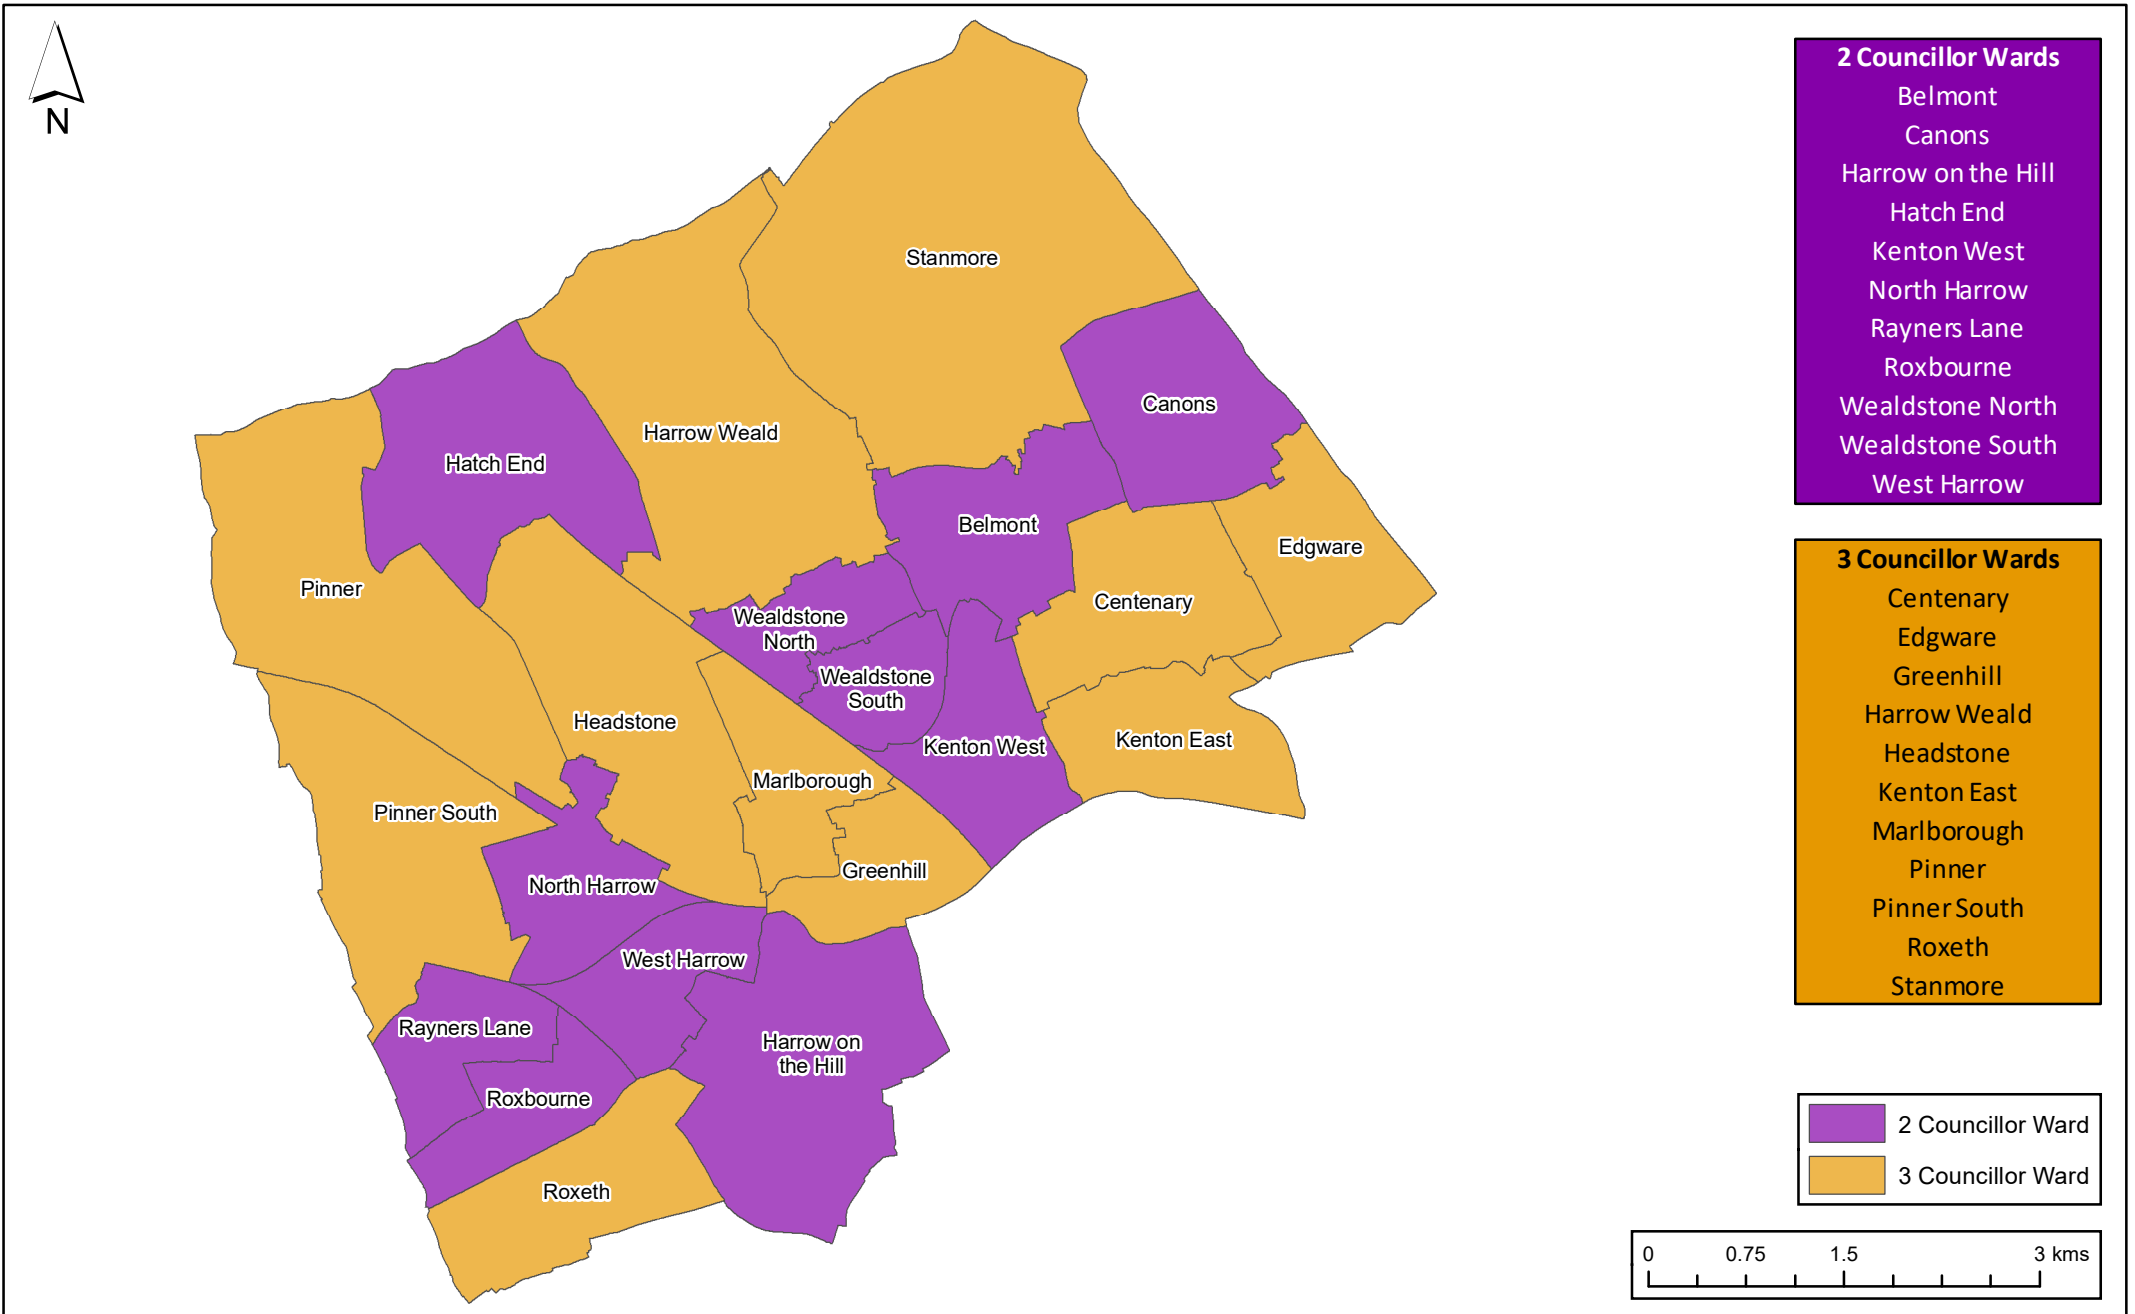 N
Stanmore
Canons
Harrow Weald
Hatch End
Belmont
Edgware
Pinner
Centenary
Wealdstone
North
Wealdstone
South
Headstone
Kenton West
Kenton East
Marlborough
Pinner South
Greenhill
North Harrow
West Harrow
Rayners Lane
Harrow on
the Hill
Roxbourne
Roxeth
2 Councillor Wards
Belmont
Canons
Harrow on the Hill
Hatch End
Kenton West
North Harrow
Rayners Lane
Roxbourne
Wealdstone North
Wealdstone South
West Harrow
3 Councillor Wards
Centenary
Edgware
Greenhill
Harrow Weald
Headstone
Kenton East
Marlborough
Pinner
Pinner South
Roxeth
Stanmore
2 Councillor Ward
3 Councillor Ward
0 0.75 1.5 3 kms